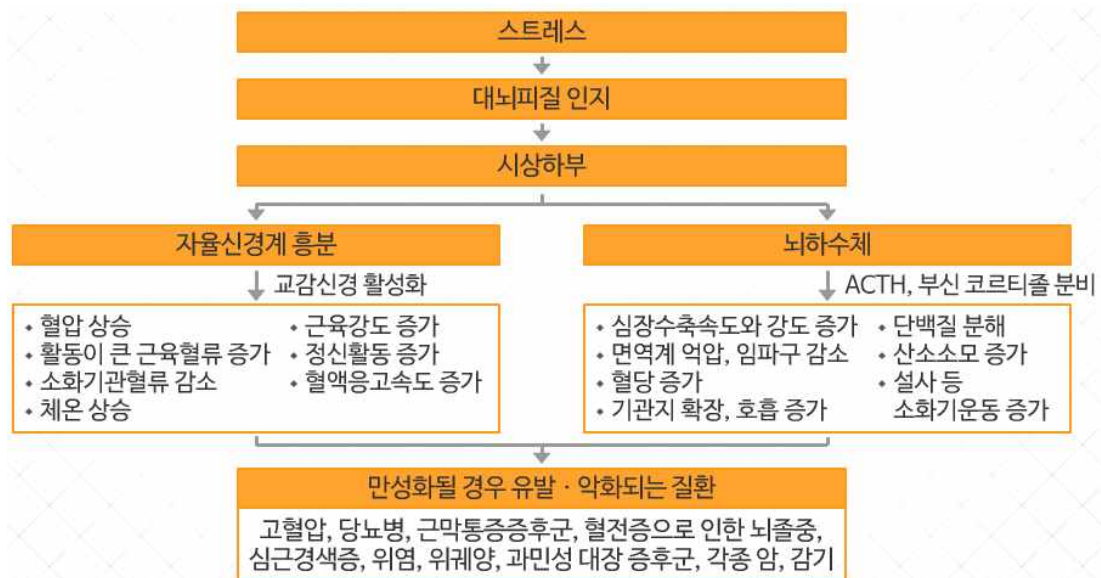 스트레스
대뇌피질 인지
시상하부
자율신경계 흥분
교감신경 활성화
• 혈압 상승
• 활동이 큰 근육혈류 증가
• 소화기관혈류 감소
• 체온 상승
• 근육강도 증가
• 정신활동 증가
• 혈액응고속도 증가
뇌하수체
ACTH, 부신 코르티졸 분비
• 심장수축속도와 강도 증가
• 면역계 억압, 임파구 감소
• 혈당 증가
• 기관지 확장, 호흡 증가
• 단백질 분해
• 산소소모 증가
• 설사 등
소화기운동 증가
만성화될 경우 유발 · 악화되는 질환
고혈압, 당뇨병, 근막통증증후군, 혈전증으로 인한 뇌졸중,
심근경색증, 위염, 위궤양, 과민성 대장 증후군, 각종 암, 감기